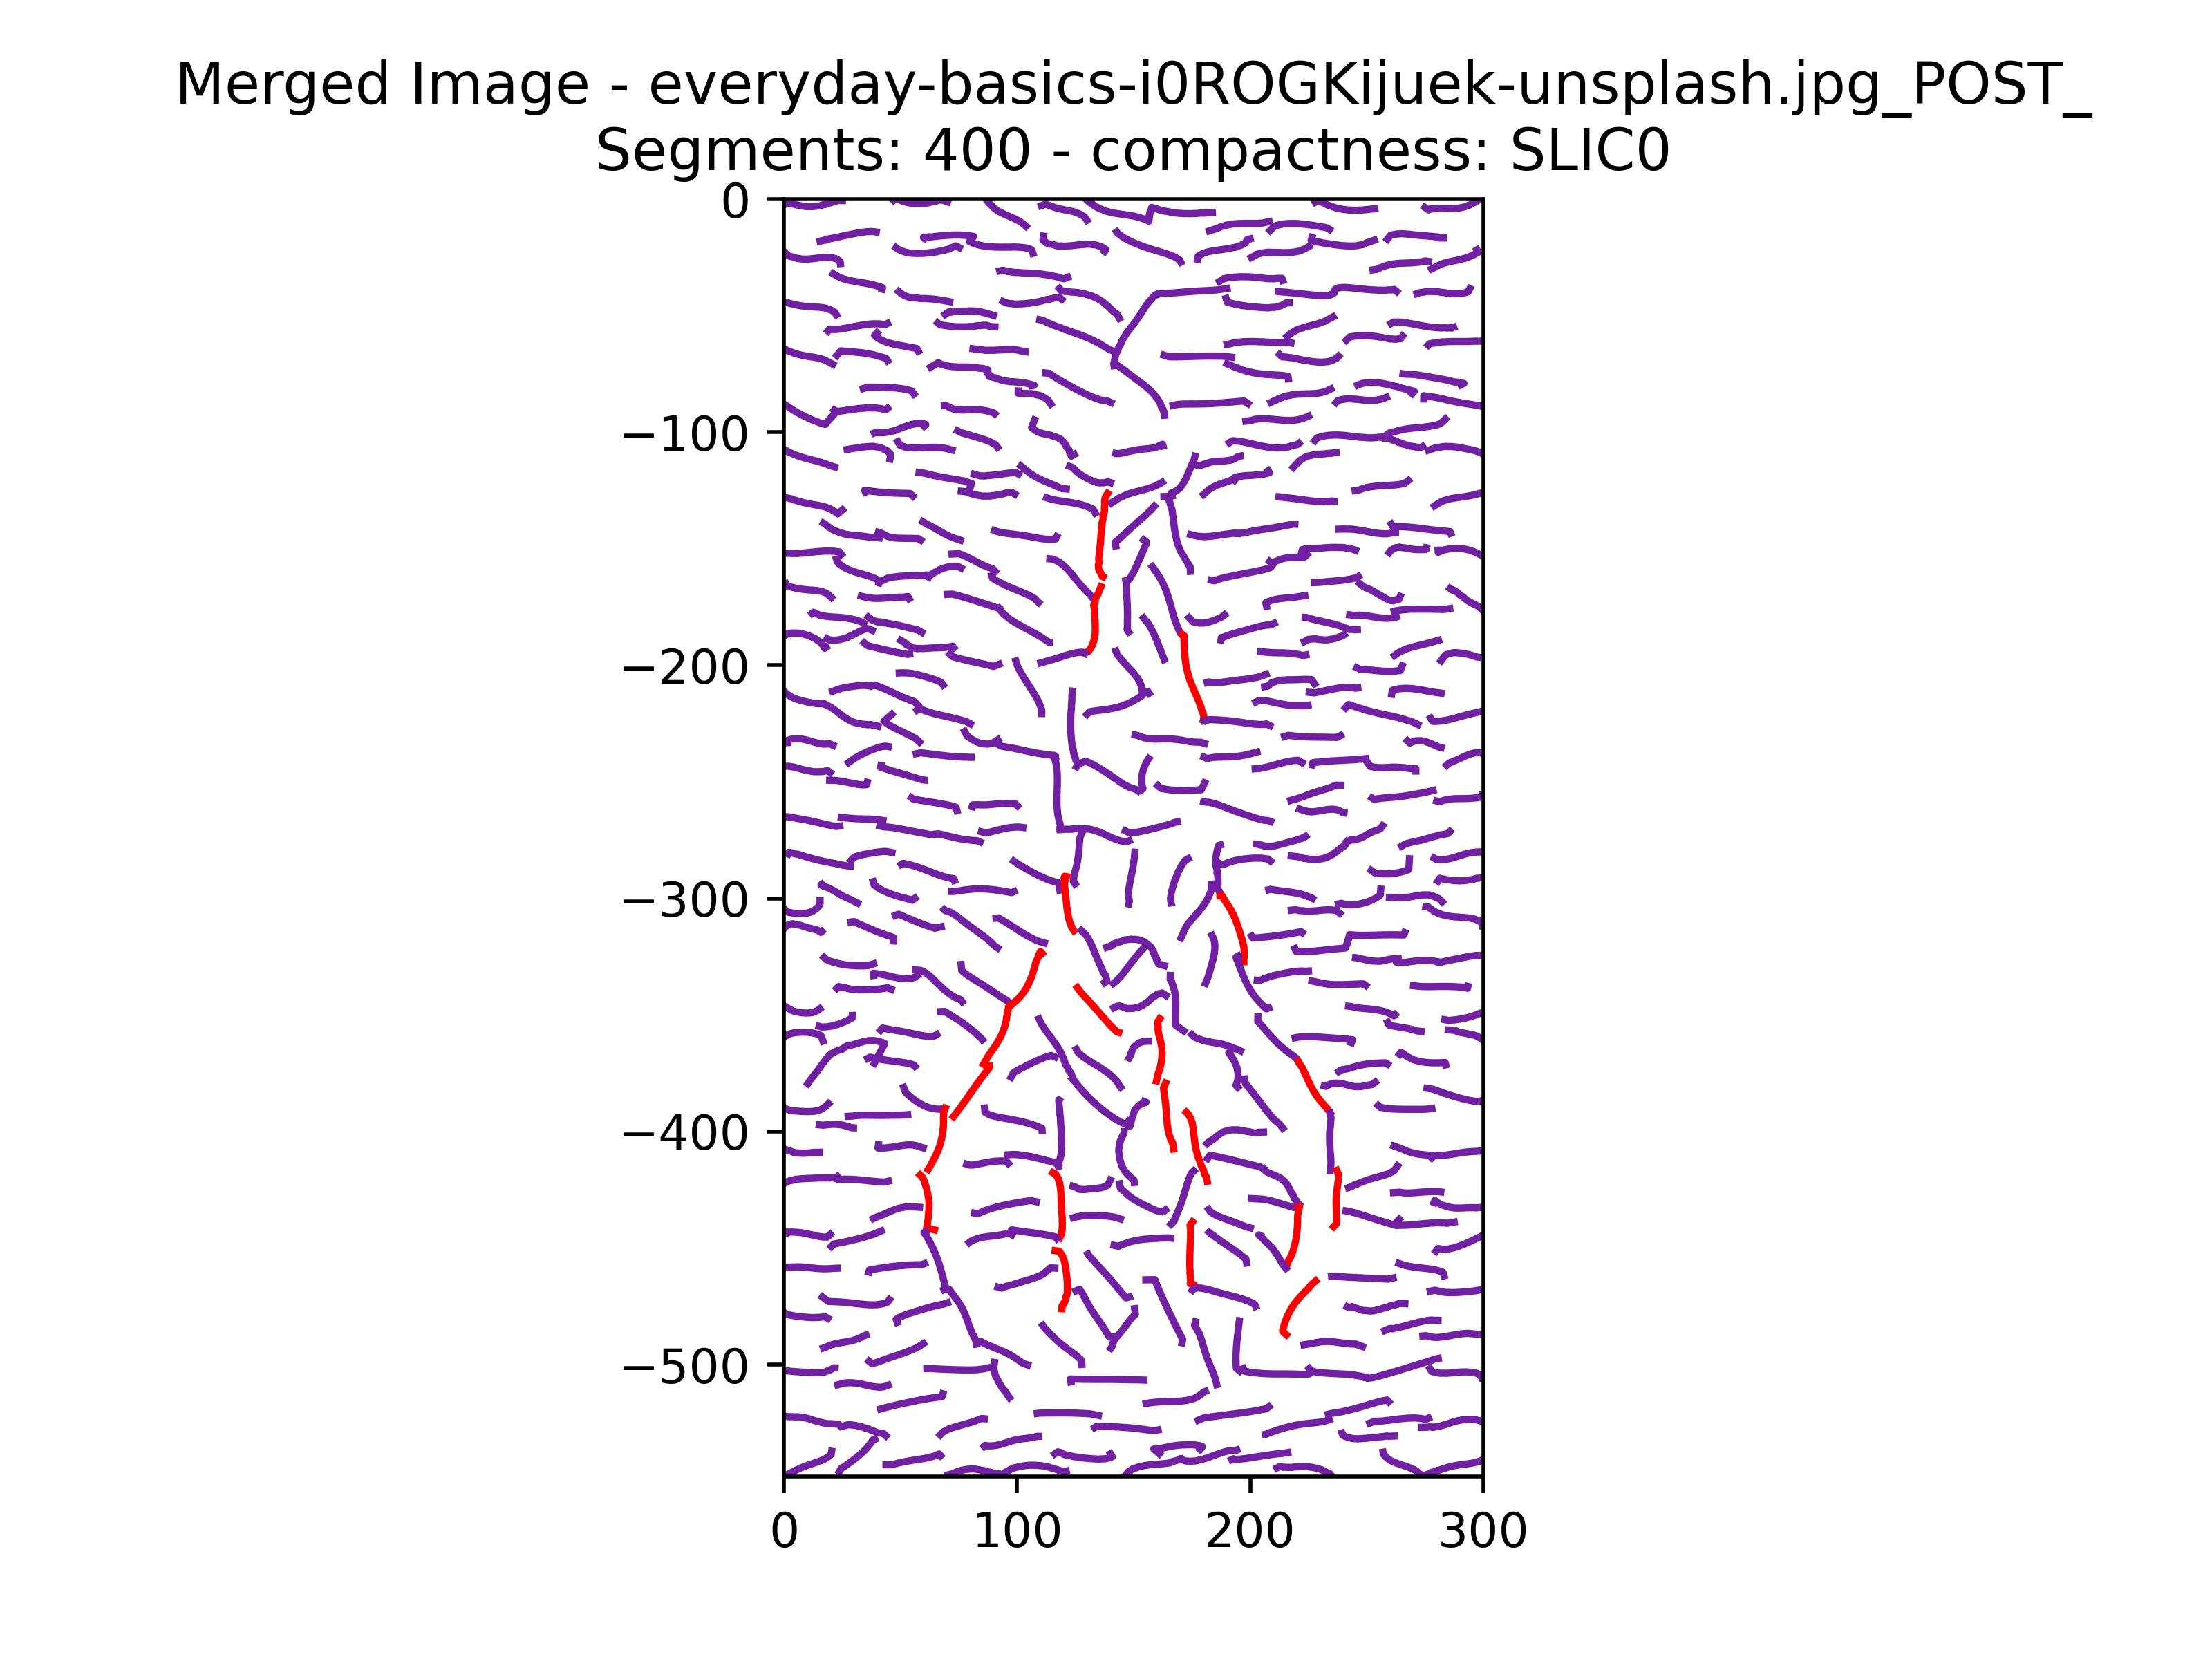 Merged Image - everyday-basics-i0ROGKijuek-unsplash.jpg_POST_
Segments: 400 - compactness: SLIC0
0
−100
−200
−300
−400
−500
0 100 200 300